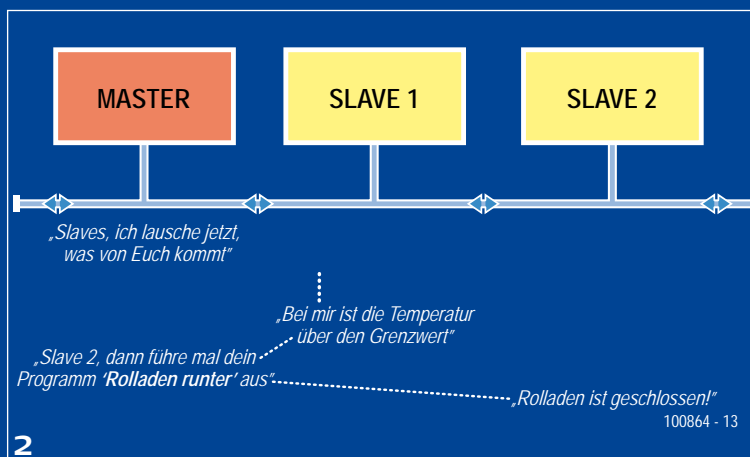 MASTER
SLAVE 1
SLAVE 2
„Slaves, ich lausche jetzt,
was von Euch kommt”
„Bei mir ist die Temperatur
über den Grenzwert”
„Slave 2, dann führe mal dein
Programm ‘Rolladen runter’ aus”
„Rolladen ist geschlossen!”
100864 - 13
2